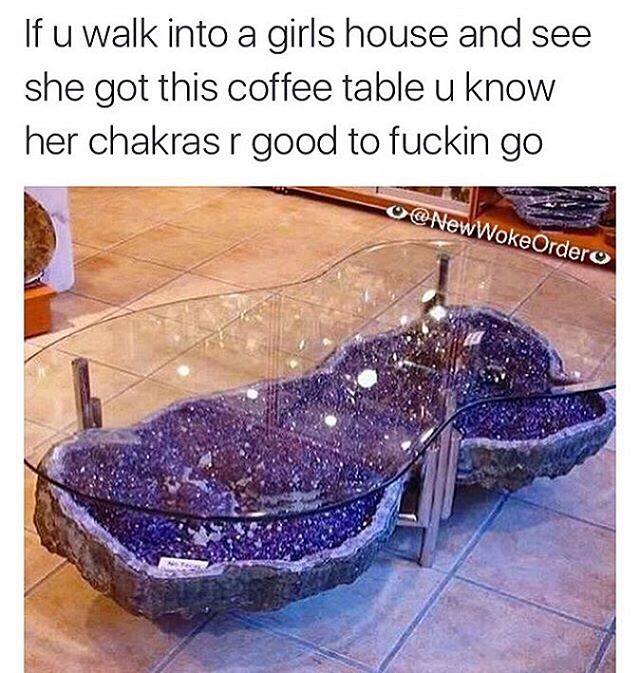 If u walk into a girls house and see
she got this coffee table u know
her chakras r good to fuckin go
@NewWokeOrder